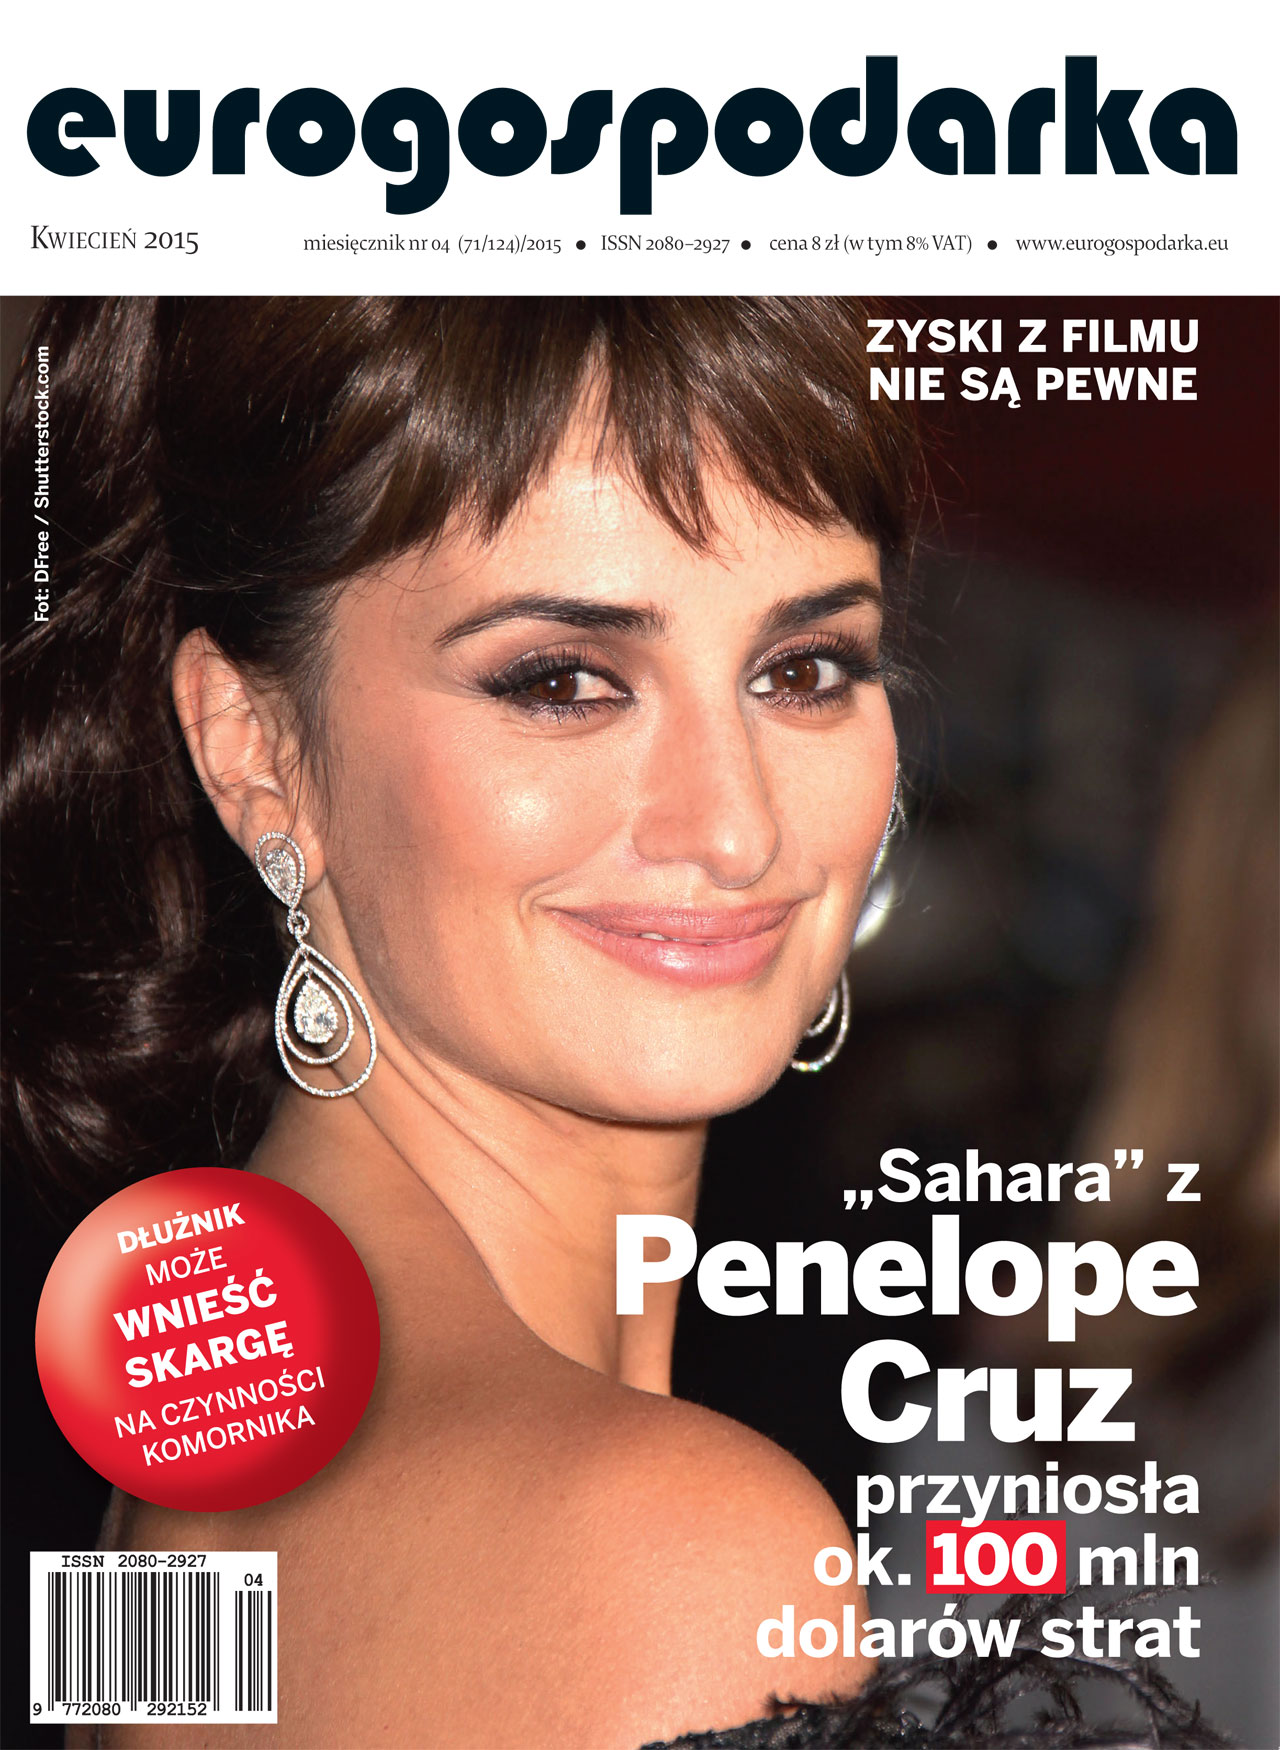 eurogospodarka
Kwiecień 2015
miesięcznik nr 04 (71/124)/2015 ● ISSN 2080–2927 ● cena 8 zł (w tym 8% VAT) ● www.eurogospodarka.eu
ZYSKI Z FILMU
NIE SĄ PEWNE
Fot: DFree / Shutterstock.com
„Sahara” z
Penelope
Cruz
przyniosła
ok. 100 mln
dolarów strat
DŁUŻNIK
MOŻE
WNIEŚĆ
SKARGĘ
NA CZYNNOŚCI
KOMORNIKA
ISSN 2080-2927
04
9 772080 292152